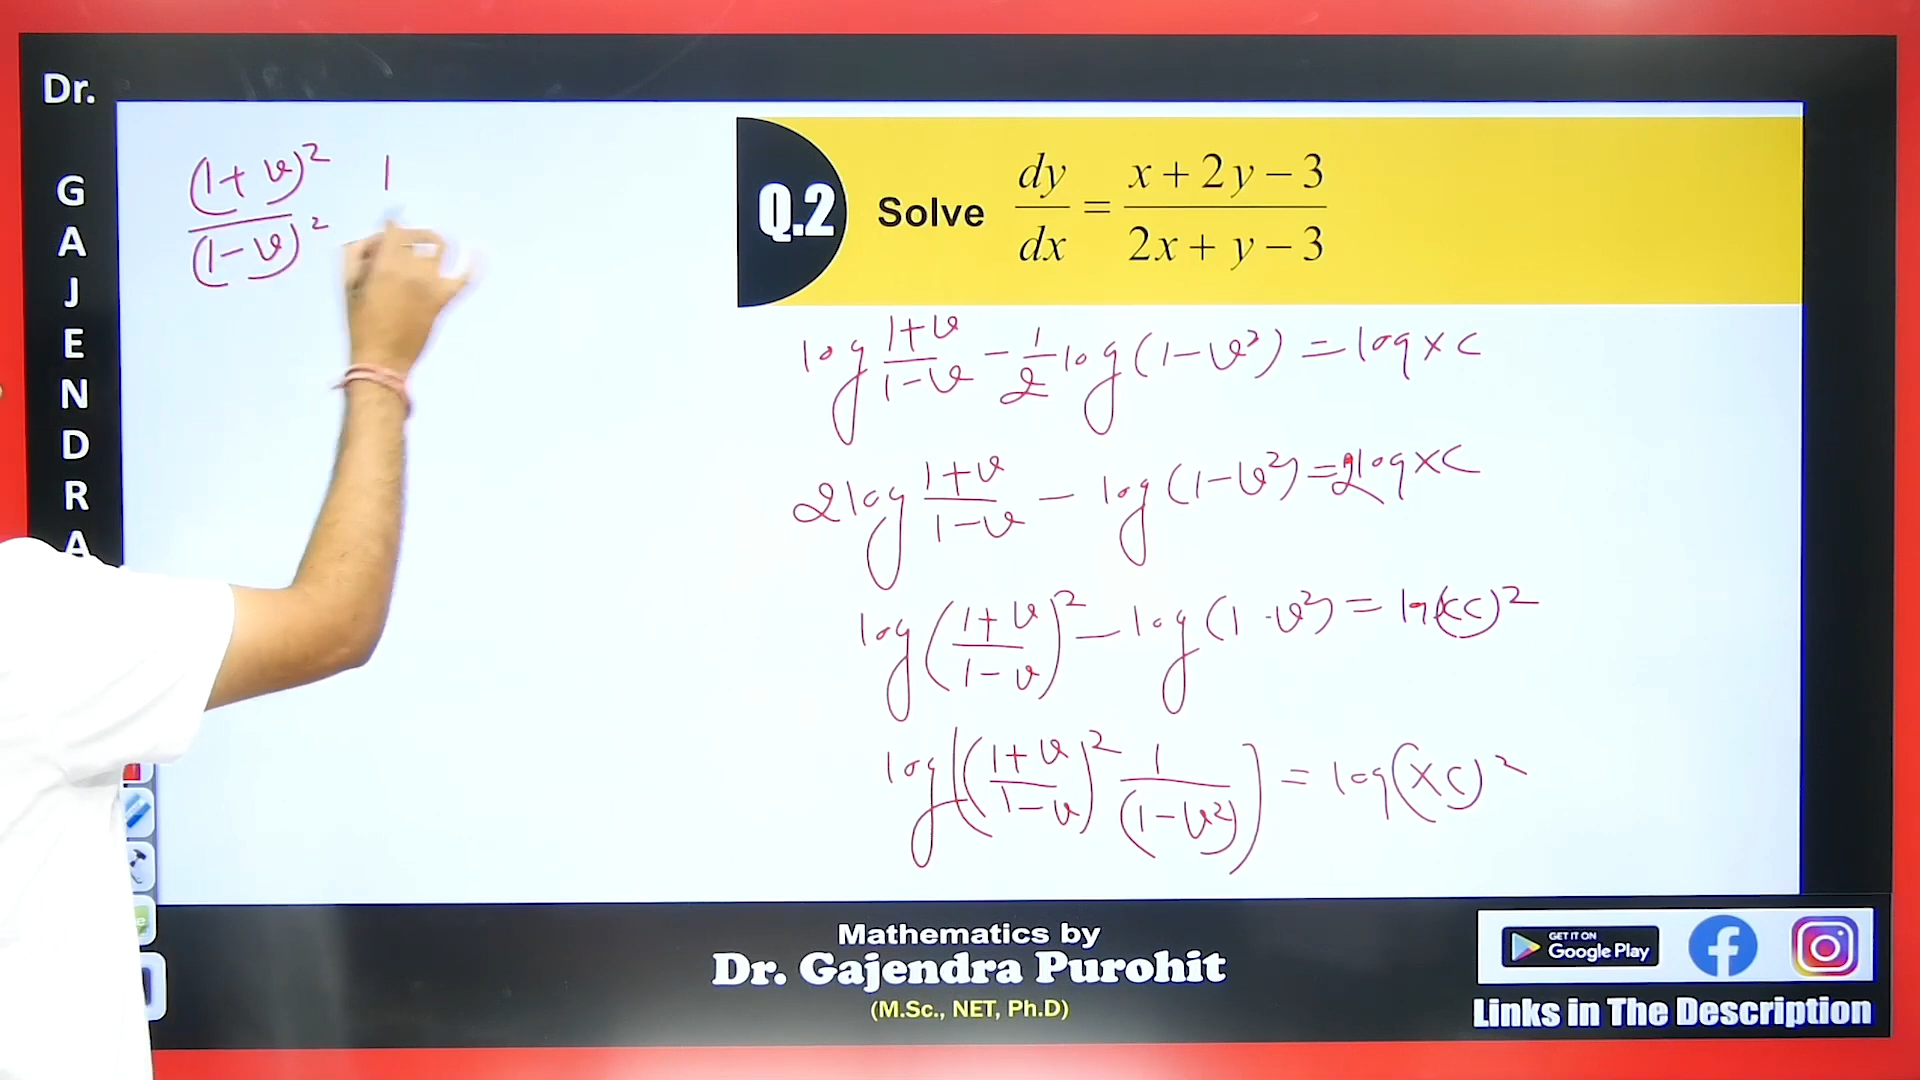 Dr.
G
A
J
E
N
D
R
A
(1+v)² 1
(1-v)²
Q.2 Solve dy/dx = (x+2y-3)/(2x+y-3)
log (1+v)/(1-v) - 1/2 log(1-v²) = log xc
2log (1+v)/(1-v) - log(1-v²) = 2log xc
log((1+v)/(1-v))² - log(1-v²) = log(xc)²
log(((1+v)/(1-v))² 1/(1-v²)) = log(xc)²
Mathematics by
Dr. Gajendra Purohit
(M.Sc., NET, Ph.D)
GET IT ON
Google Play
Links in The Description